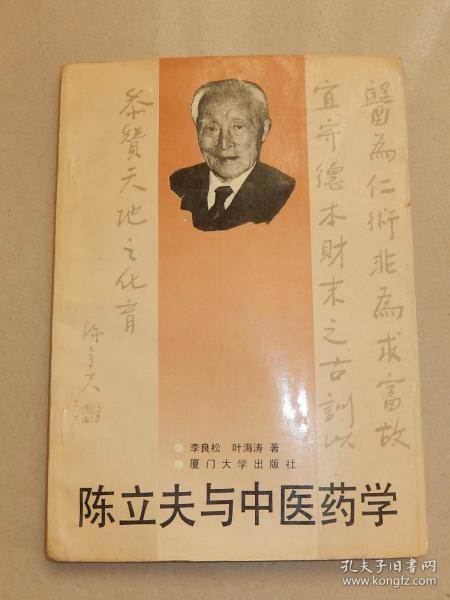 醫為仁術非為求富故
宜守德本財末之古訓以
參贊天地之化育
陈立夫
李良松 叶海涛 著
厦门大学出版社
陈立夫与中医药学
孔夫子旧书网
www.kongfz.com